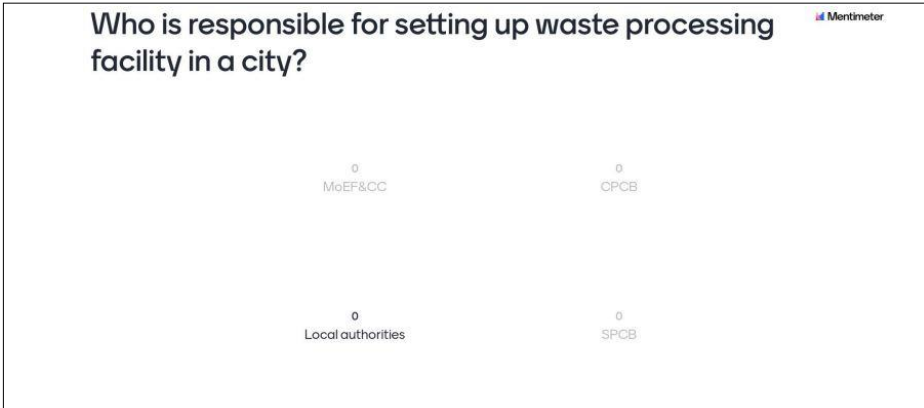 Who is responsible for setting up waste processing
facility in a city?
Mentimeter
0
MoEF&CC
0
CPCB
0
Local authorities
0
SPCB